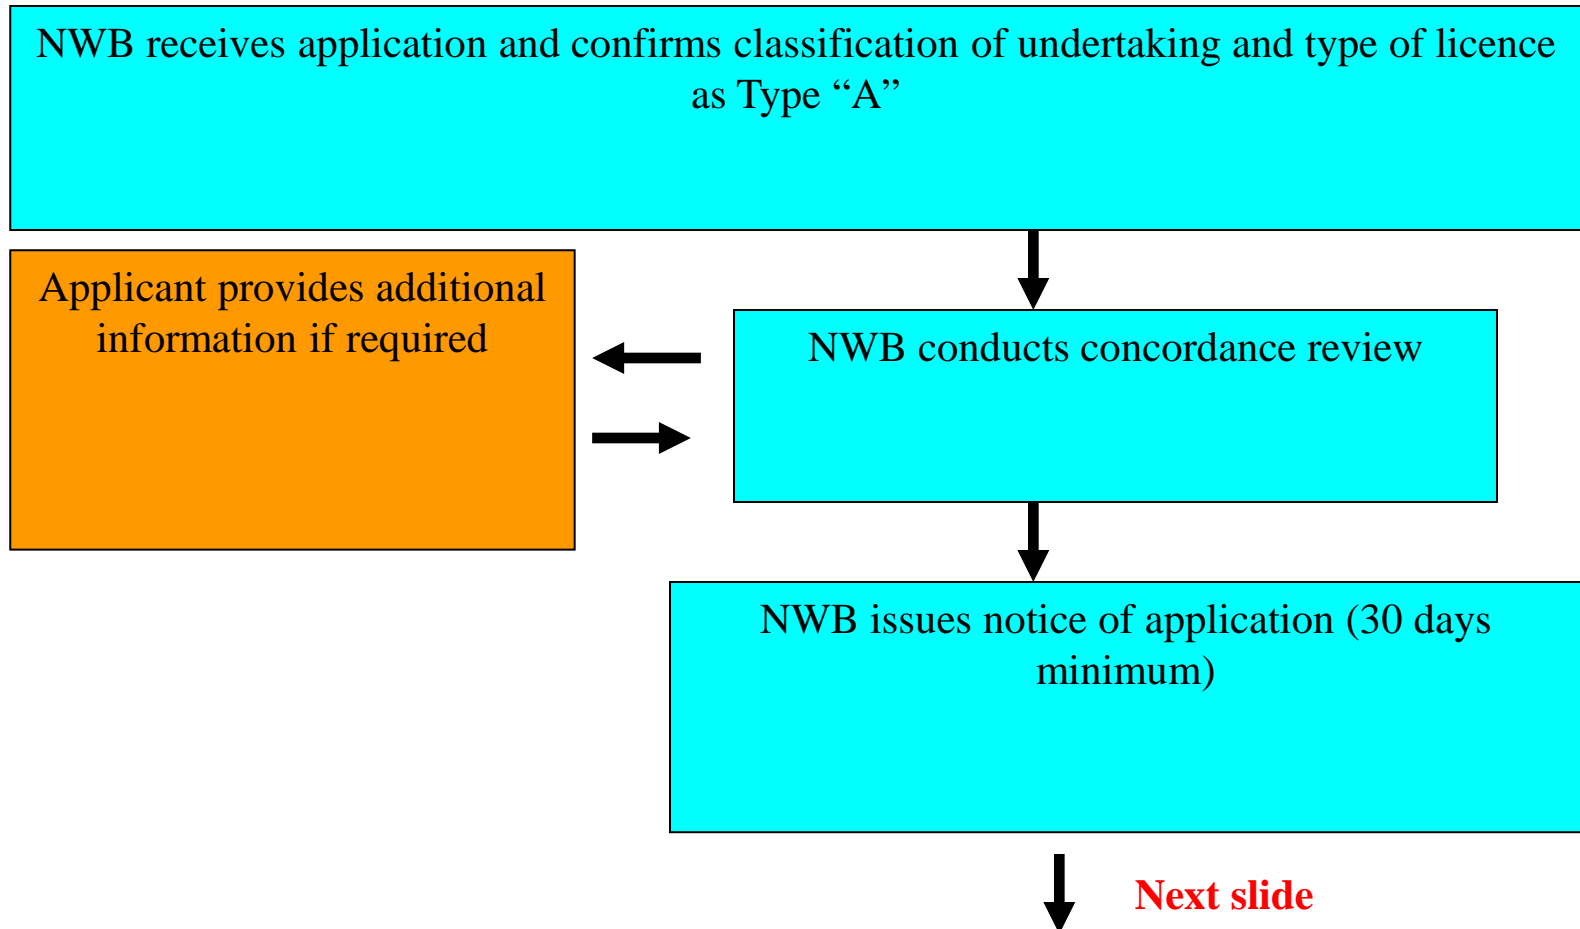 NWB receives application and confirms classification of undertaking and type of licence
as Type “A”
Applicant provides additional
information if required
NWB conducts concordance review
NWB issues notice of application (30 days
minimum)
Next slide